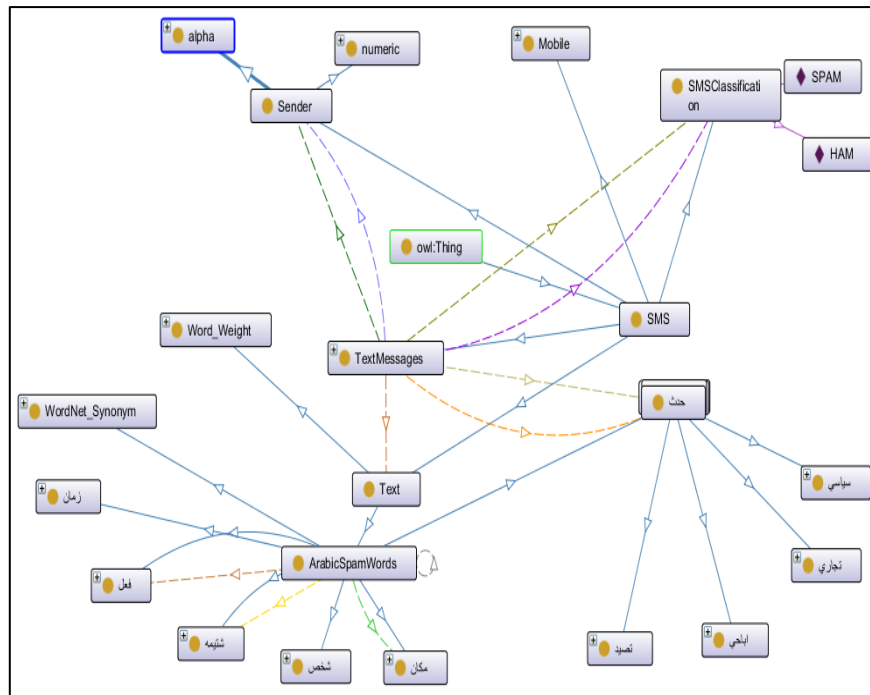 alpha
numeric
Mobile
Sender
SMSClassificati
on
SPAM
HAM
owl:Thing
SMS
Word_Weight
TextMessages
حدث
WordNet_Synonym
سياسي
زمان
Text
تجاري
ArabicSpamWords
فعل
شتيمه
شخص
مكان
تصيد
اباحي